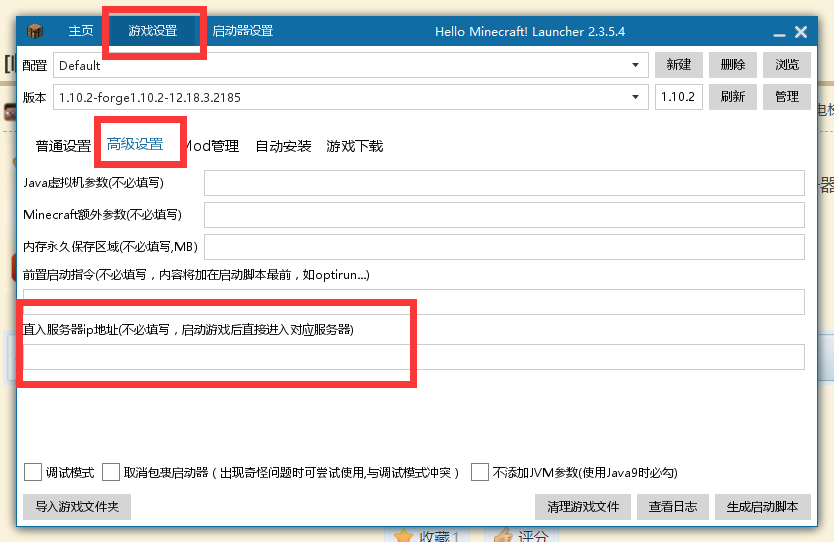 主页 游戏设置 启动器设置 Hello Minecraft! Launcher 2.3.5.4
配置 Default 新建 删除 浏览
版本 1.10.2-forge1.10.2-12.18.3.2185 1.10.2 刷新 管理
普通设置 高级设置 Mod管理 自动安装 游戏下载
Java虚拟机参数(不必填写)
Minecraft额外参数(不必填写)
内存永久保存区域(不必填写,MB)
前置启动指令(不必填写，内容将加在启动脚本最前，如optirun...)
直入服务器ip地址(不必填写，启动游戏后直接进入对应服务器)
调试模式 取消包裹启动器（出现奇怪问题时可尝试使用,与调试模式冲突） 不添加JVM参数(使用Java9时必勾)
导入游戏文件夹 清理游戏文件 查看日志 生成启动脚本
收藏1 评分